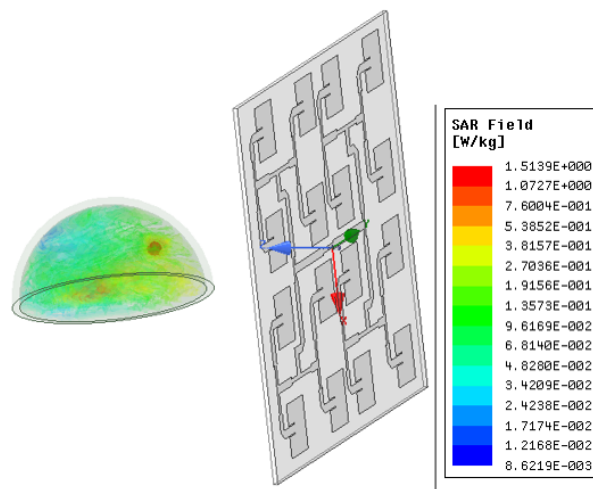 SAR Field
[W/kg]
1.5139E+000
1.0727E+000
7.6004E-001
5.3852E-001
3.8157E-001
2.7036E-001
1.9156E-001
1.3573E-001
9.6169E-002
6.8140E-002
4.8280E-002
3.4209E-002
2.4238E-002
1.7174E-002
1.2168E-002
8.6219E-003
Y
Z
X